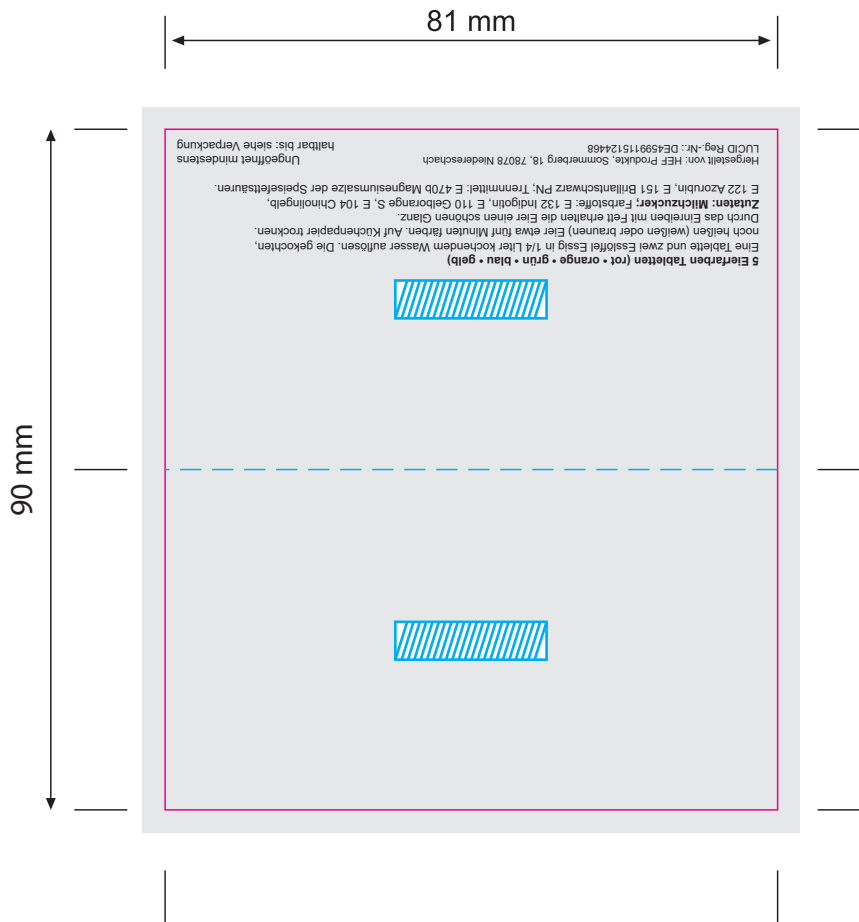 81 mm
90 mm
5 Eierfarben Tabletten (rot • orange • grün • blau • gelb)
Eine Tablette und zwei Esslöffel Essig in 1/4 Liter kochendem Wasser auflösen. Die gekochten,
noch heißen (weißen oder braunen) Eier etwa fünf Minuten färben. Auf Küchenpapier trocknen.
Durch das Einreiben mit Fett erhalten die Eier einen schönen Glanz.
Zutaten: Milchzucker; Farbstoffe: E 132 Indigotin, E 110 Gelborange S, E 104 Chinolingelb,
E 122 Azorubin, E 151 Brillantschwarz PN; Trennmittel: E 470b Magnesiumsalze der Speisefettsäuren.
Hergestellt von: HEF Produkte, Sommerberg 18, 78078 Niedereschach
LUCID Reg.-Nr.: DE4599115124468
Ungeöffnet mindestens
haltbar bis: siehe Verpackung